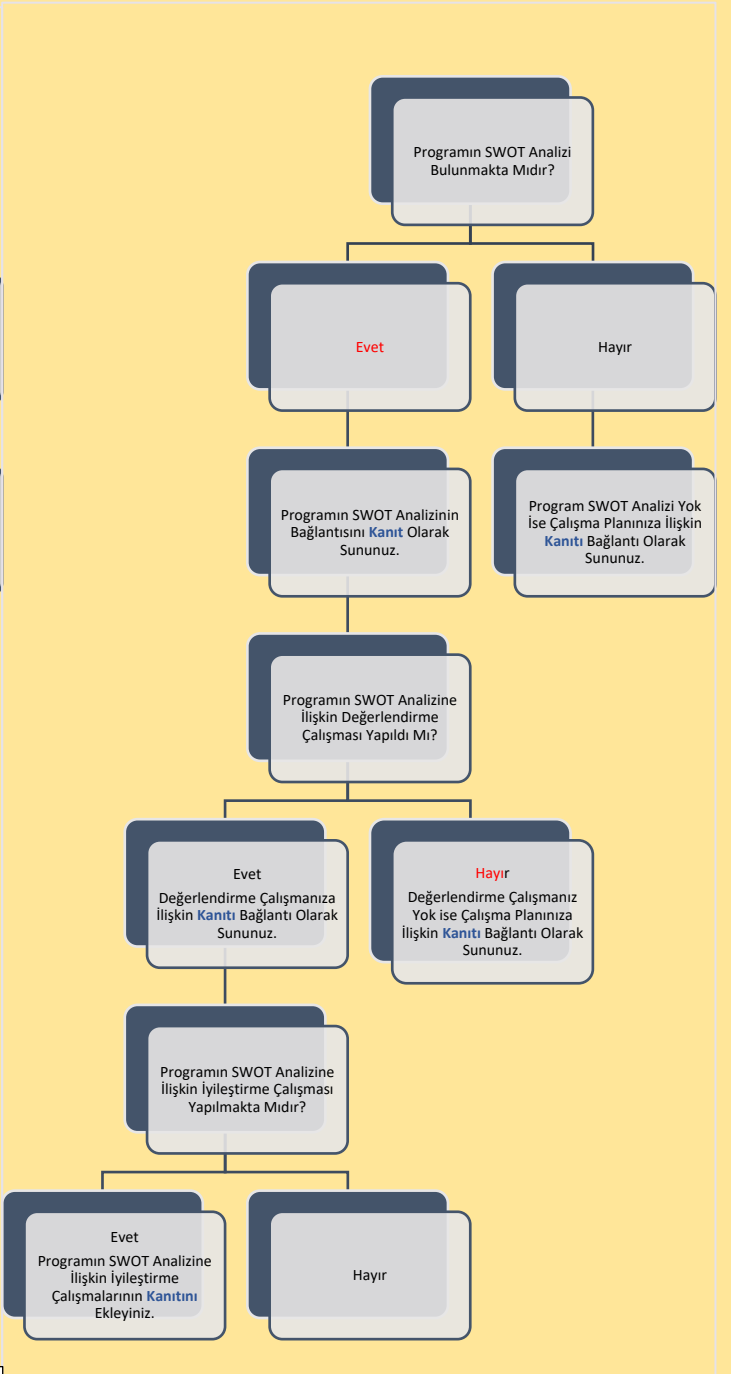 Programın SWOT Analizi
Bulunmakta Mıdır?
Evet
Hayır
Programın SWOT Analizinin
Bağlantısını Kanıt Olarak
Sununuz.
Program SWOT Analizi Yok
İse Çalışma Planınıza İlişkin
Kanıtı Bağlantı Olarak
Sununuz.
Programın SWOT Analizine
İlişkin Değerlendirme
Çalışması Yapıldı Mı?
Evet
Değerlendirme Çalışmanıza
İlişkin Kanıtı Bağlantı Olarak
Sununuz.
Hayır
Değerlendirme Çalışmanız
Yok ise Çalışma Planınıza
İlişkin Kanıtı Bağlantı Olarak
Sununuz.
Programın SWOT Analizine
İlişkin İyileştirme Çalışması
Yapılmakta Mıdır?
Evet
Programın SWOT Analizine
İlişkin İyileştirme
Çalışmalarının Kanıtını
Ekleyiniz.
Hayır